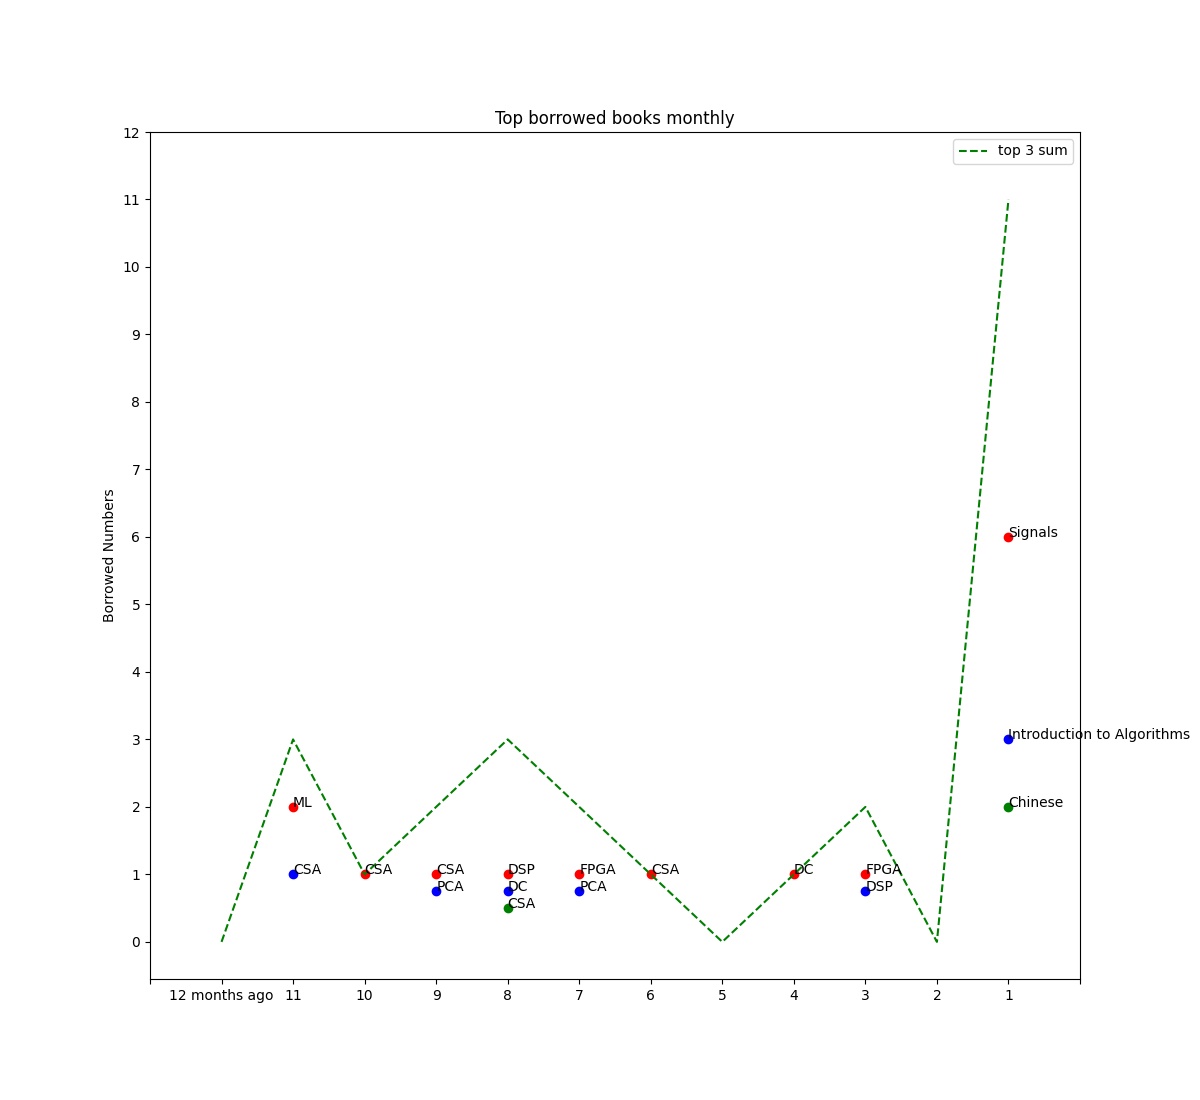 Top borrowed books monthly
top 3 sum
Borrowed Numbers
12
11
10
9
8
7
6
5
4
3
2
1
0
Signals
Introduction to Algorithms
Chinese
ML
CSA
CSA
CSA
PCA
DSP
DC
CSA
FPGA
PCA
CSA
DC
FPGA
DSP
12 months ago 11 10 9 8 7 6 5 4 3 2 1